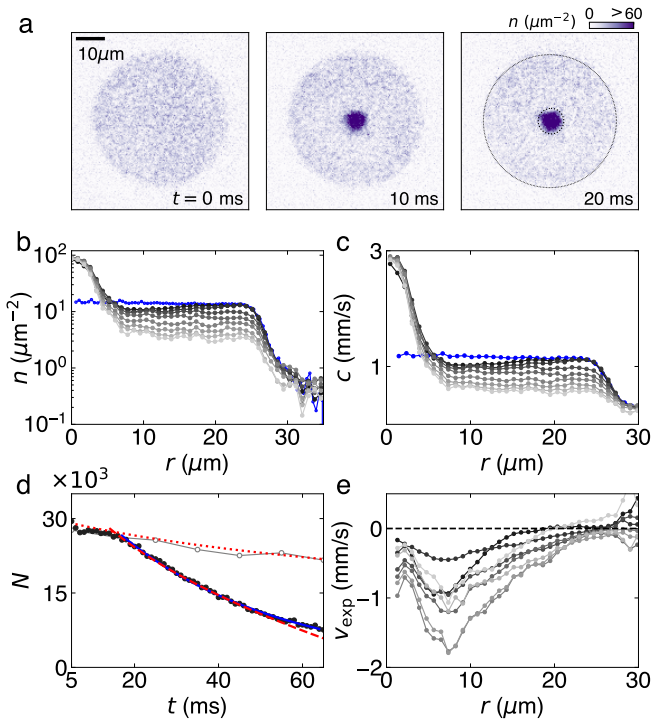 a
n (μm⁻²)
0 >60
10μm
t = 0 ms
10 ms
20 ms
b
c
n (μm⁻²)
10²
10¹
10⁰
10⁻¹
0 10 20 30
r (μm)
c (mm/s)
3
1
0 10 20 30
r (μm)
d
×10³
e
N
30
15
0
5 20 40 60
t (ms)
v_exp (mm/s)
0
−1
−2
0 10 20 30
r (μm)